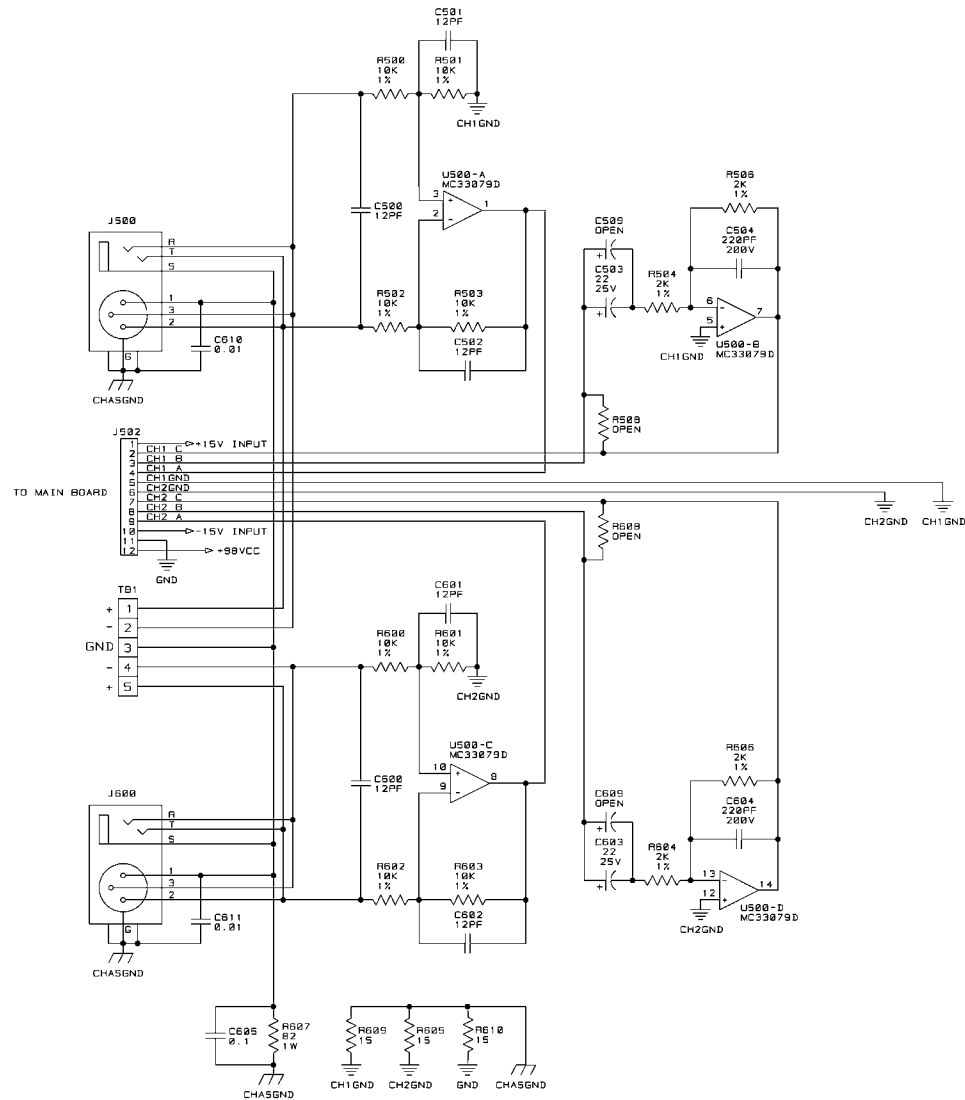 C501
12PF
R500
10K
1%
R501
10K
1%
CH1GND
U500-A
MC33079D
3
+
1
2
-
C500
12PF
J500
R
T
S
1
3
2
G
C610
0.01
CHASGND
R502
10K
1%
R503
10K
1%
C502
12PF
C509
OPEN
+
C503
22
25V
+
R504
2K
1%
R506
2K
1%
C504
220PF
200V
6
-
7
5
+
CH1GND
U500-B
MC33079D
R508
OPEN
J502
TO MAIN BOARD
1
+15V INPUT
2
CH1 C
3
CH1 B
4
CH1 A
5
CH1GND
6
CH2GND
7
CH2 C
8
CH2 B
9
CH2 A
10
-15V INPUT
11
12
+98VCC
GND
CH2GND
CH1GND
R608
OPEN
TB1
+ 1
- 2
GND 3
- 4
+ 5
C601
12PF
R600
10K
1%
R601
10K
1%
CH2GND
U500-C
MC33079D
10
+
8
9
-
C600
12PF
J600
R
T
S
1
3
2
G
C611
0.01
CHASGND
R602
10K
1%
R603
10K
1%
C602
12PF
C609
OPEN
+
C603
22
25V
+
R604
2K
1%
R606
2K
1%
C604
220PF
200V
13
-
14
12
+
CH2GND
U500-D
MC33079D
C605
0.1
R607
82
1W
CHASGND
R609
15
CH1GND
R605
15
CH2GND
R610
15
GND
CHASGND